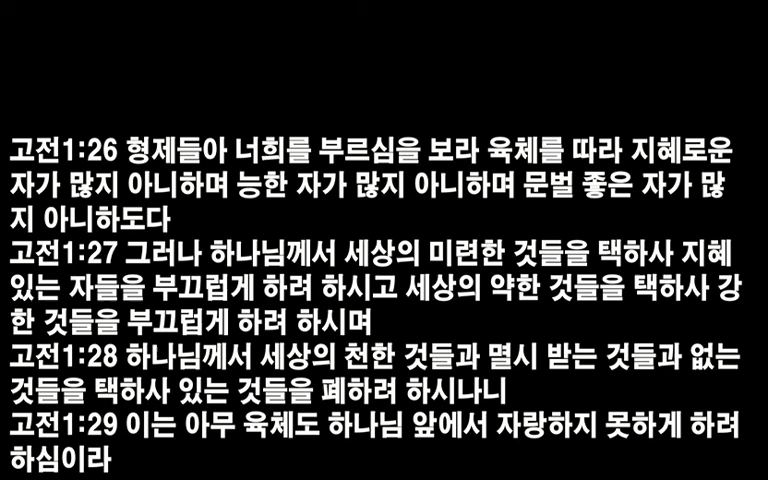 고전1:26 형제들아 너희를 부르심을 보라 육체를 따라 지혜로운
자가 많지 아니하며 능한 자가 많지 아니하며 문벌 좋은 자가 많
지 아니하도다
고전1:27 그러나 하나님께서 세상의 미련한 것들을 택하사 지혜
있는 자들을 부끄럽게 하려 하시고 세상의 약한 것들을 택하사 강
한 것들을 부끄럽게 하려 하시며
고전1:28 하나님께서 세상의 천한 것들과 멸시 받는 것들과 없는
것들을 택하사 있는 것들을 폐하려 하시나니
고전1:29 이는 아무 육체도 하나님 앞에서 자랑하지 못하게 하려
하심이라